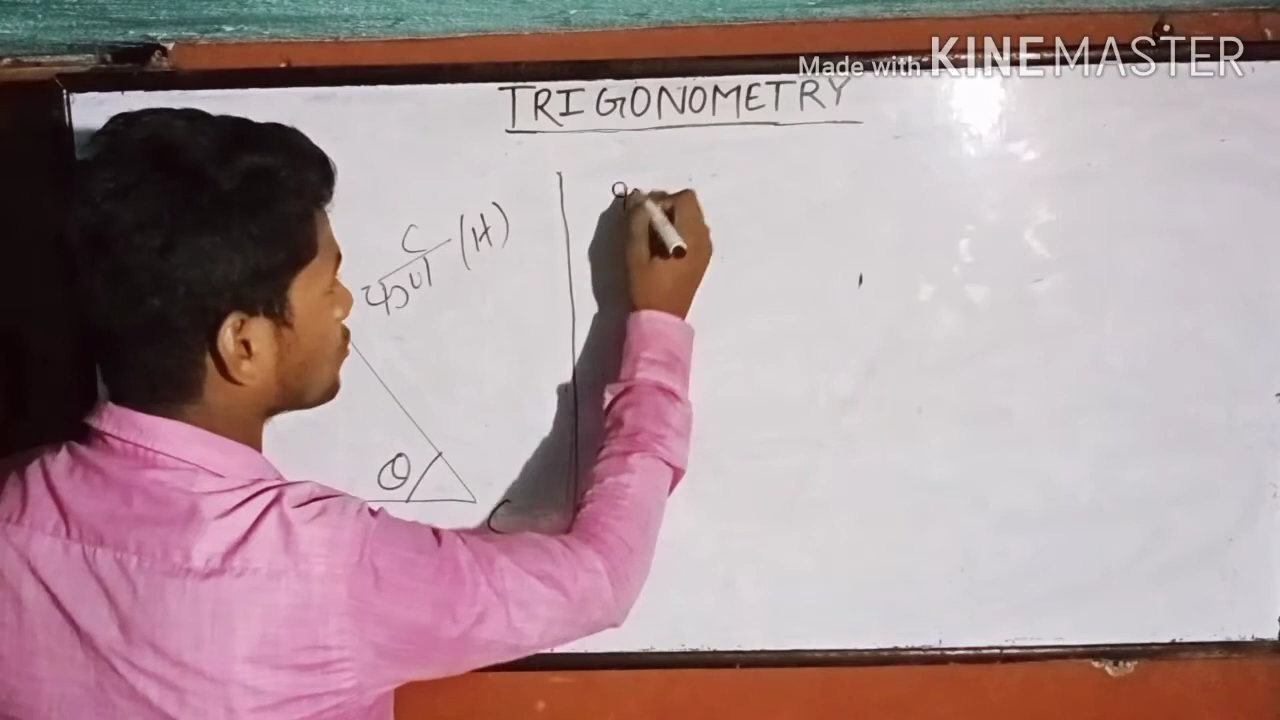 Made with KINEMASTER
TRIGONOMETRY
C
कर्ण (H)
θ
C